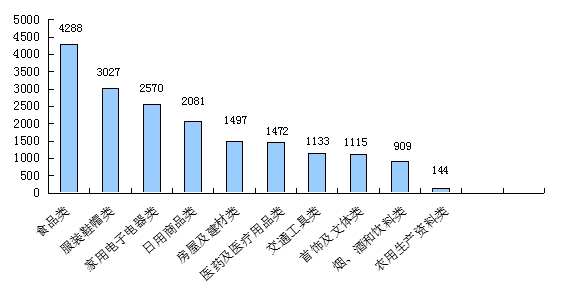 5000
4500
4000
3500
3000
2500
2000
1500
1000
500
0
4288
3027
2570
2081
1497
1472
1133
1115
909
144
食品类
服装鞋帽类
家用电子电器类
日用商品类
房屋及建材类
医药及医疗用品类
交通工具类
首饰及文体类
烟、酒和饮料类
农用生产资料类